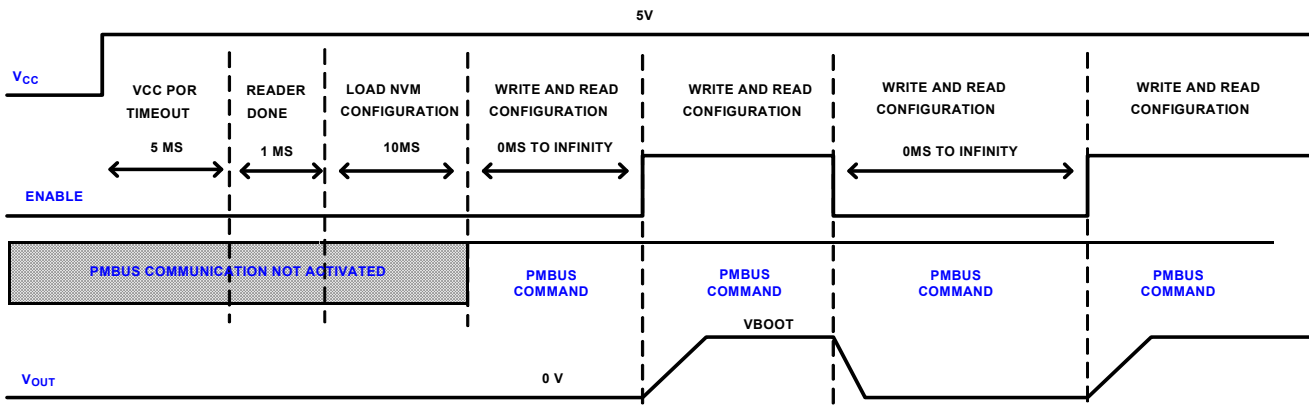 5V
VCC
VCC POR
TIMEOUT
5 MS
READER
DONE
1 MS
LOAD NVM
CONFIGURATION
10MS
WRITE AND READ
CONFIGURATION
0MS TO INFINITY
WRITE AND READ
CONFIGURATION
WRITE AND READ
CONFIGURATION
0MS TO INFINITY
WRITE AND READ
CONFIGURATION
ENABLE
PMBUS COMMUNICATION NOT ACTIVATED
PMBUS
COMMAND
PMBUS
COMMAND
PMBUS
COMMAND
PMBUS
COMMAND
VBOOT
VOUT
0 V